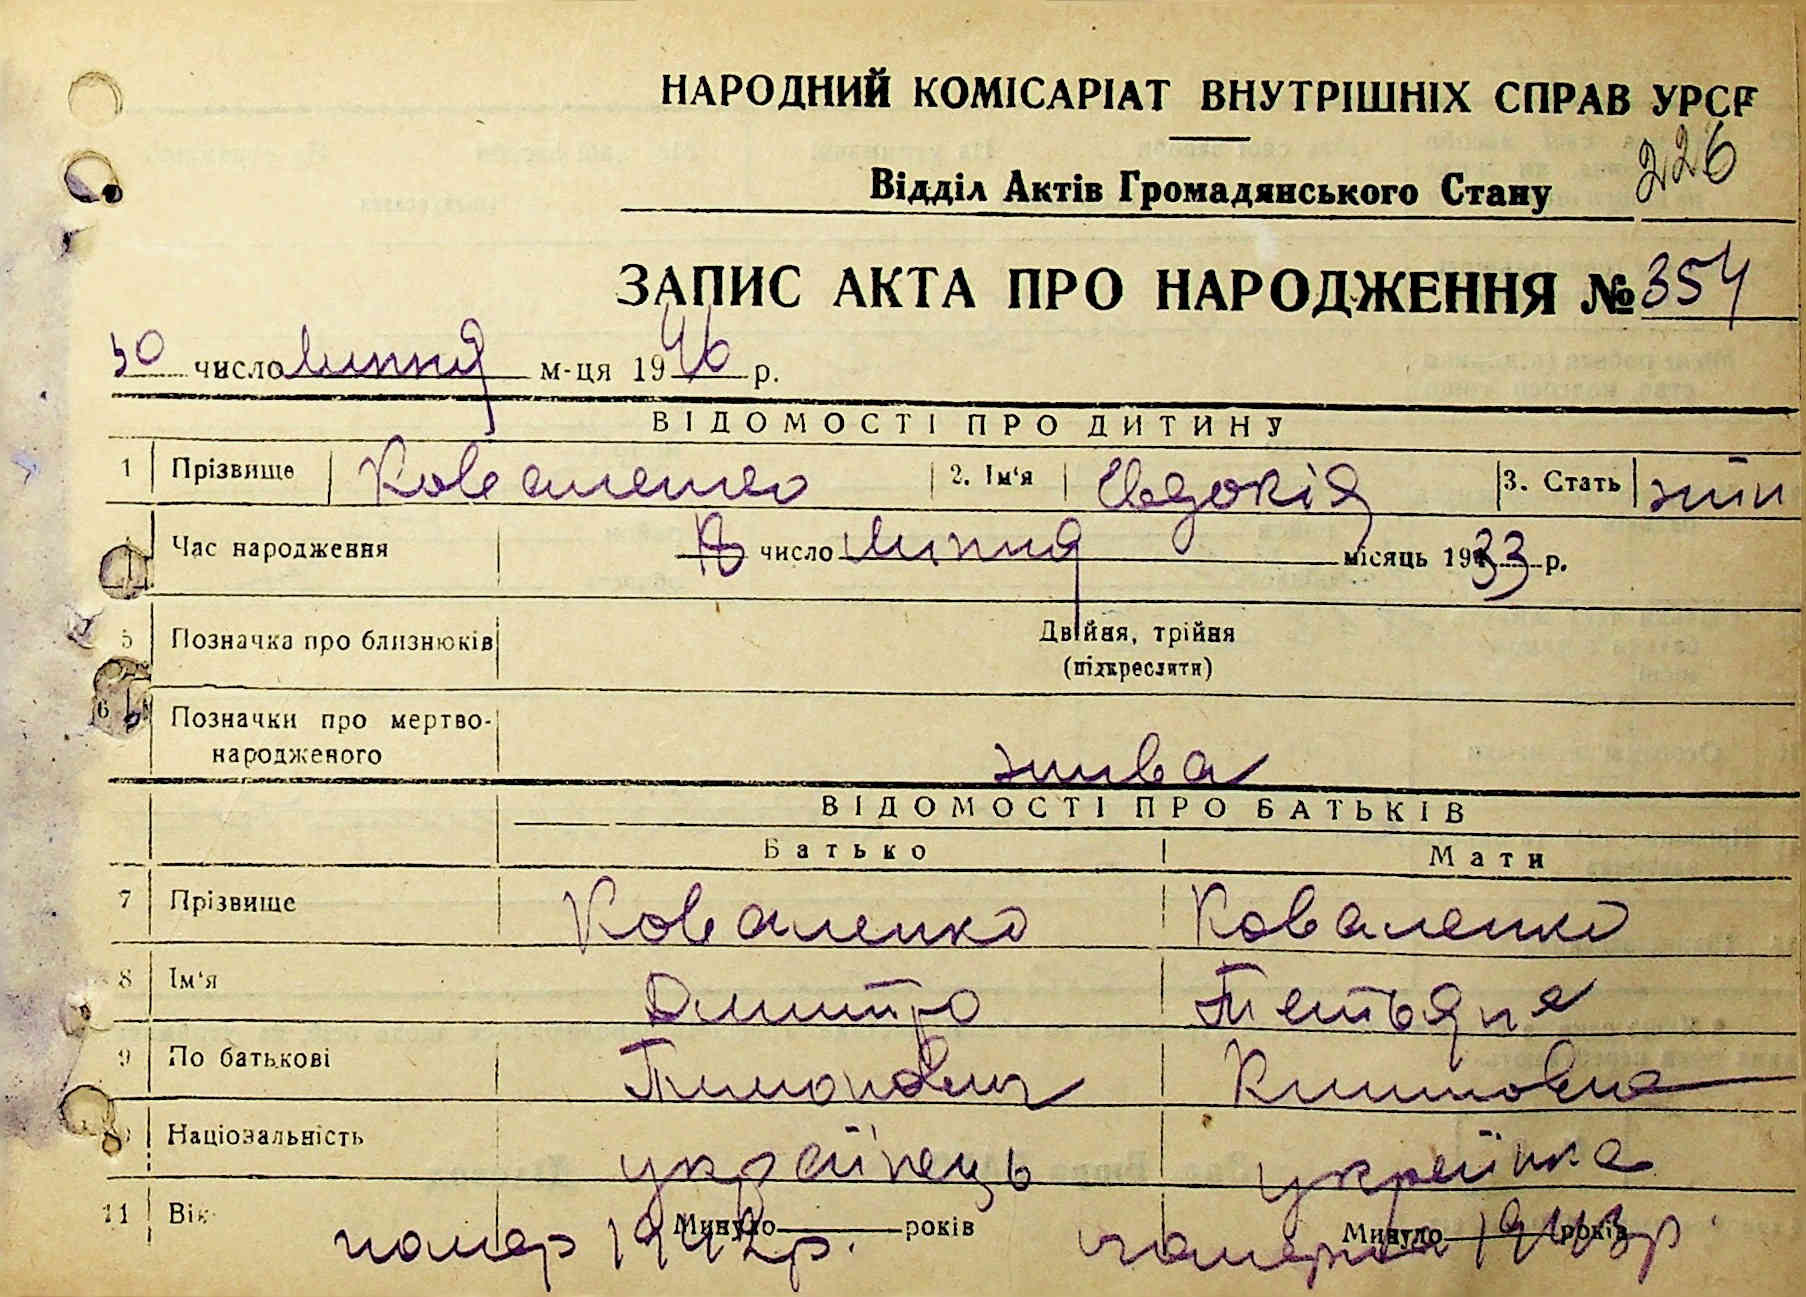 НАРОДНИЙ КОМІСАРІАТ ВНУТРІШНІХ СПРАВ УРСР
226
Відділ Актів Громадянського Стану
ЗАПИС АКТА ПРО НАРОДЖЕННЯ № 354
30 число липня м-ця 1946 р.
ВІДОМОСТІ ПРО ДИТИНУ
1 Прізвище Коваленко 2. Ім'я Євдокія 3. Стать
Час народження число липня місяць 1933 р.
5 Позначка про близнюків Двійня, трійня
(підкреслити)
6 Позначки про мертво-
народженого жива
ВІДОМОСТІ ПРО БАТЬКІВ
Батько Мати
7 Прізвище Коваленко Коваленко
8 Ім'я Дмитро Тетьяна
9 По батькові Тимонович Климовна
10 Національність українець українка
11 Вік Минуло років Минуло років
помер 1942 р. померла 1943 р